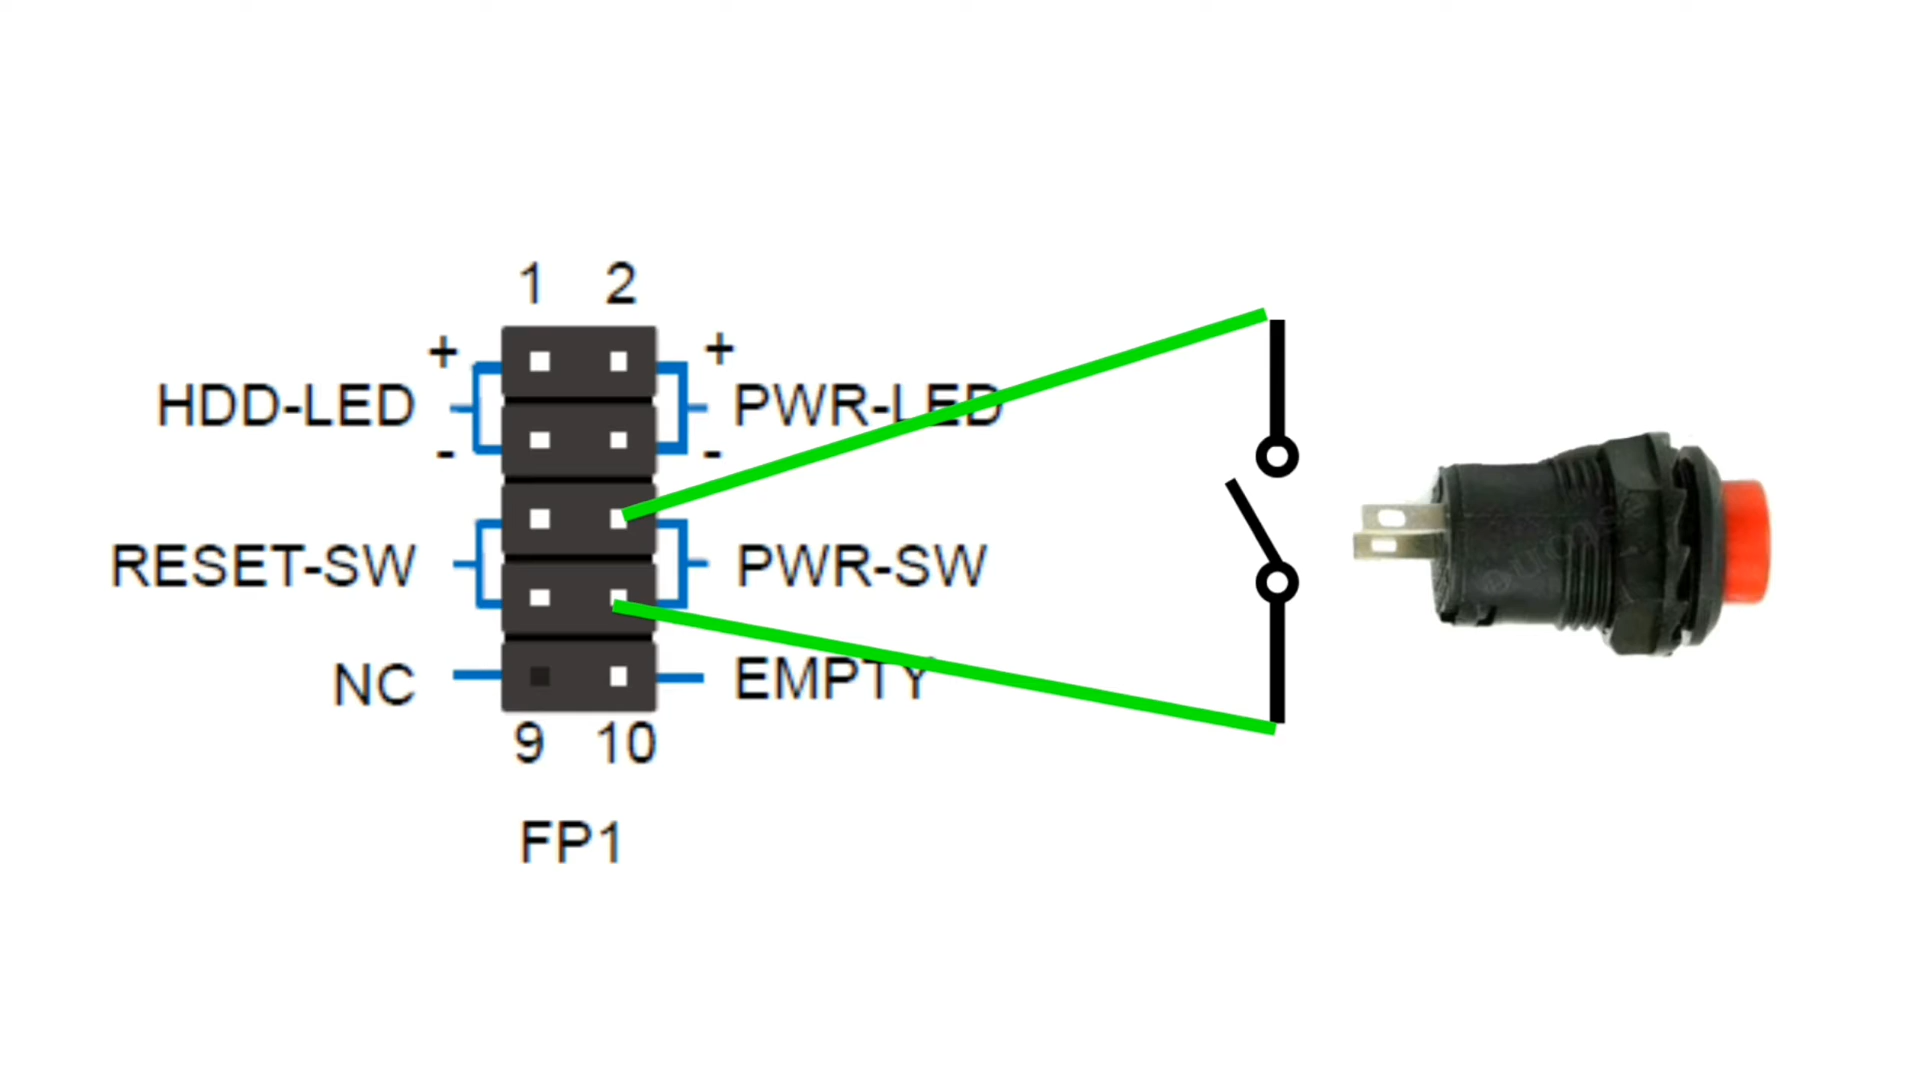 1 2
+ +
HDD-LED PWR-LED
- -
RESET-SW PWR-SW
NC EMPTY
9 10
FP1